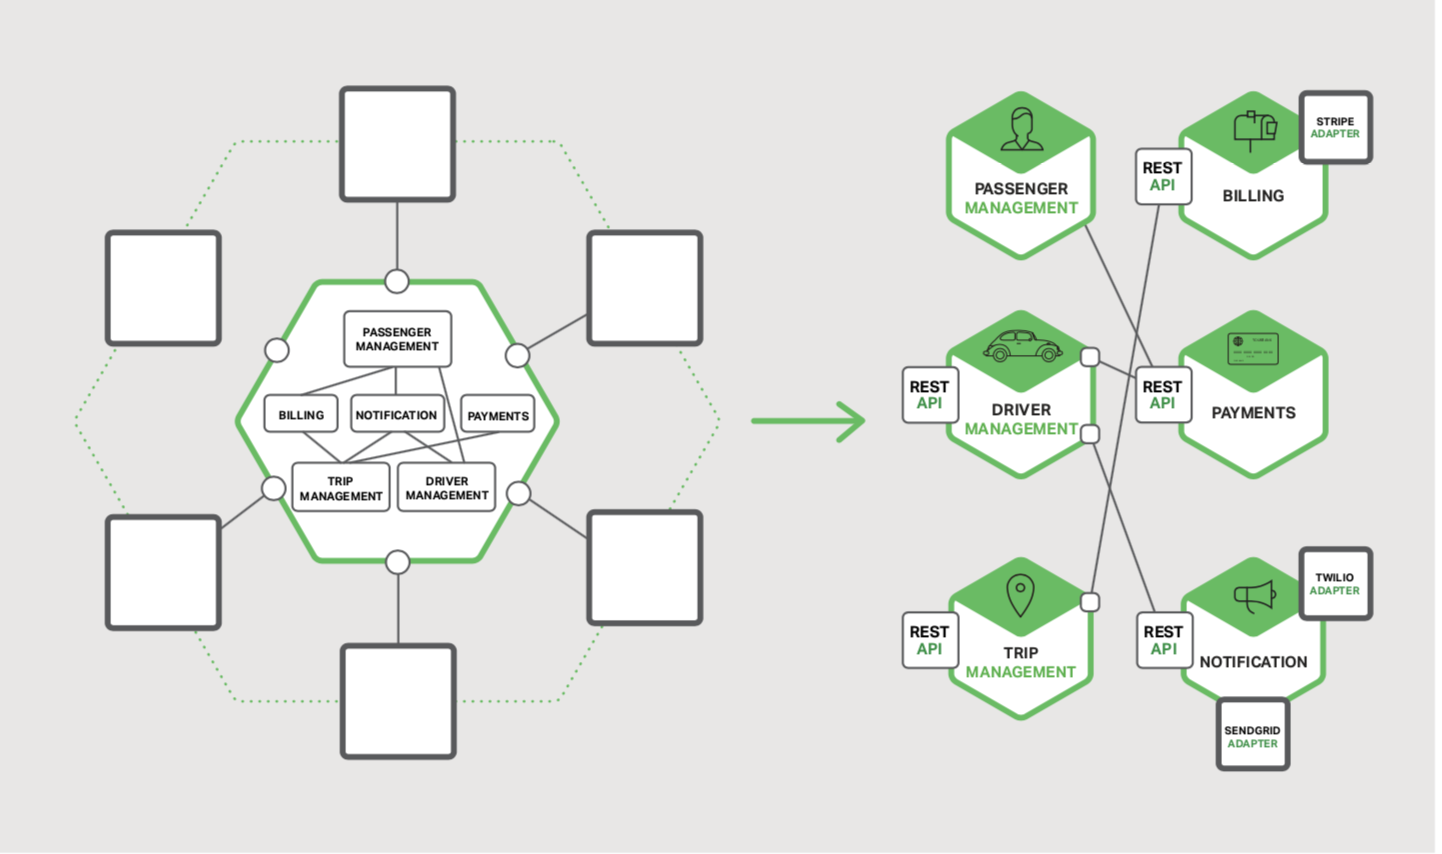 PASSENGER
MANAGEMENT
BILLING
NOTIFICATION
PAYMENTS
TRIP
MANAGEMENT
DRIVER
MANAGEMENT
PASSENGER
MANAGEMENT
REST
API
BILLING
STRIPE
ADAPTER
REST
API
DRIVER
MANAGEMENT
REST
API
PAYMENTS
REST
API
TRIP
MANAGEMENT
REST
API
NOTIFICATION
TWILIO
ADAPTER
SENDGRID
ADAPTER